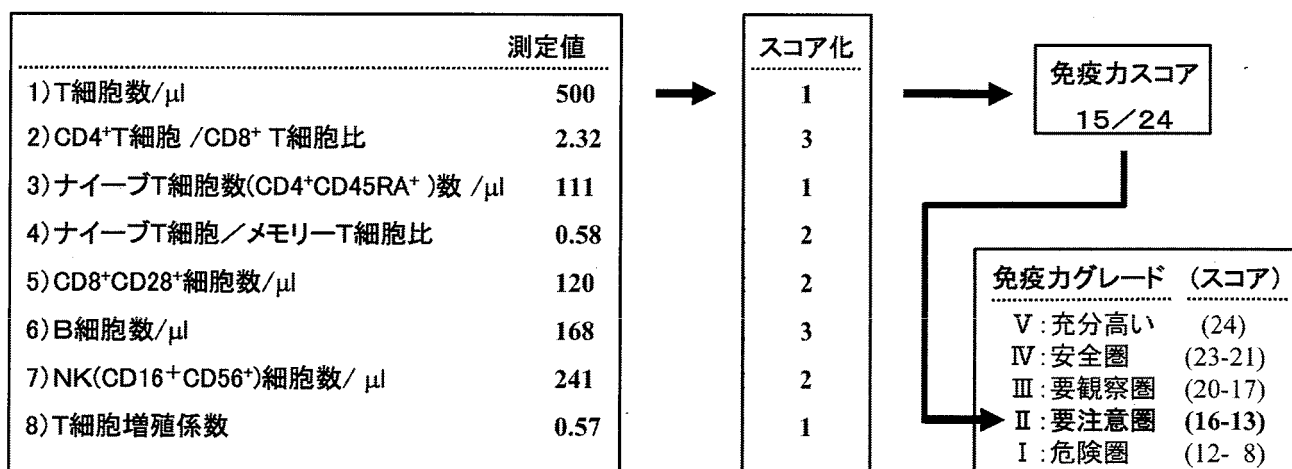 測定値
1)T細胞数/μl 500
2)CD4⁺T細胞 /CD8⁺ T細胞比 2.32
3)ナイーブT細胞数(CD4⁺CD45RA⁺ )数 /μl 111
4)ナイーブT細胞／メモリーT細胞比 0.58
5)CD8⁺CD28⁺細胞数/μl 120
6)B細胞数/μl 168
7)NK(CD16⁺CD56⁺)細胞数/ μl 241
8)T細胞増殖係数 0.57
スコア化
1
3
1
2
2
3
2
1
免疫力スコア
15／24
免疫力グレード (スコア)
Ⅴ:充分高い (24)
Ⅳ:安全圏 (23-21)
Ⅲ:要観察圏 (20-17)
Ⅱ:要注意圏 (16-13)
Ⅰ:危険圏 (12- 8)